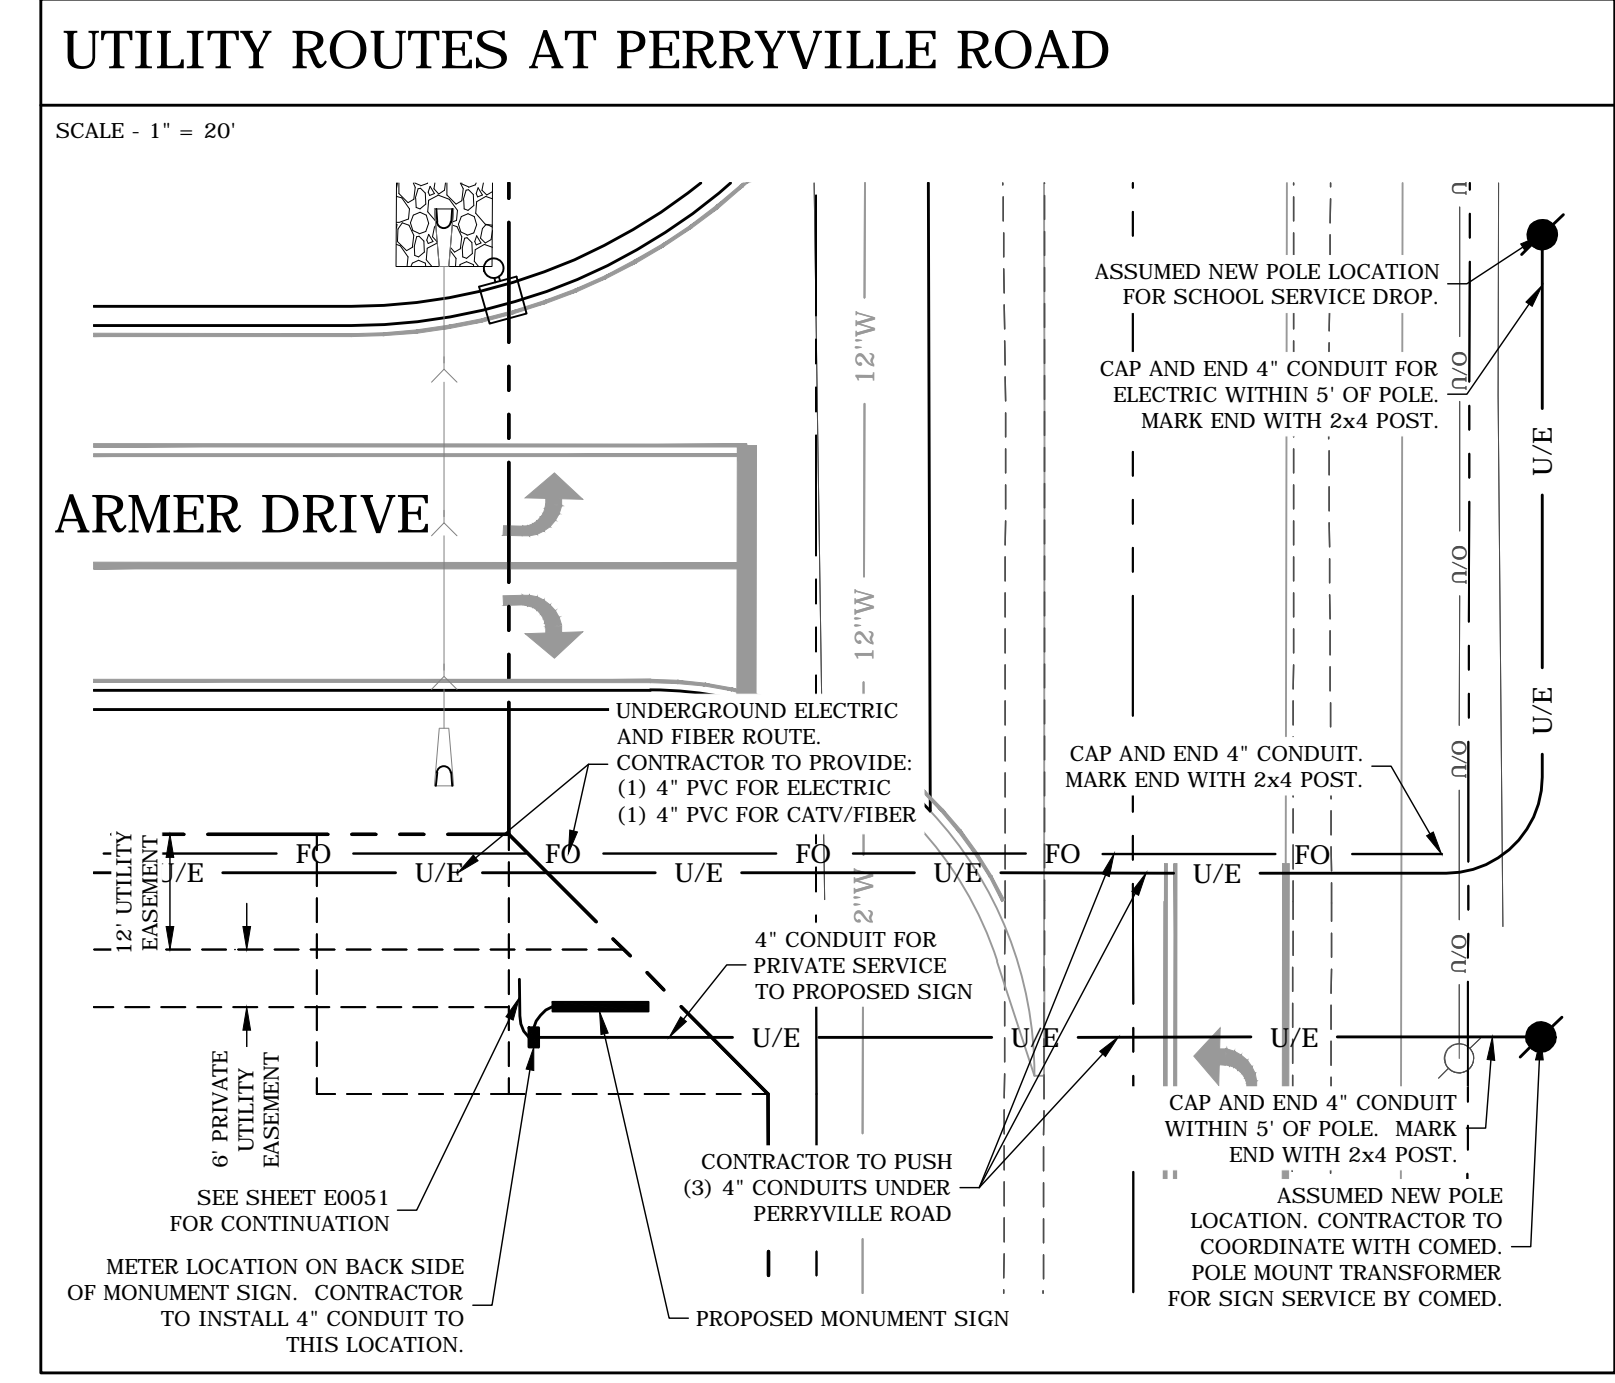 UTILITY ROUTES AT PERRYVILLE ROAD
SCALE - 1" = 20'
ASSUMED NEW POLE LOCATION
FOR SCHOOL SERVICE DROP.
CAP AND END 4" CONDUIT FOR
ELECTRIC WITHIN 5' OF POLE.
MARK END WITH 2x4 POST.
12"W
12"W
2"W
O/U
O/U
O/U
O/U
U/E
U/E
ARMER DRIVE
UNDERGROUND ELECTRIC
AND FIBER ROUTE.
CONTRACTOR TO PROVIDE:
(1) 4" PVC FOR ELECTRIC
(1) 4" PVC FOR CATV/FIBER
CAP AND END 4" CONDUIT.
MARK END WITH 2x4 POST.
FO
FO
FO
FO
FO
U/E
U/E
U/E
U/E
U/E
12' UTILITY
EASEMENT
4" CONDUIT FOR
PRIVATE SERVICE
TO PROPOSED SIGN
U/E
U/E
U/E
6' PRIVATE
UTILITY
EASEMENT
CAP AND END 4" CONDUIT
WITHIN 5' OF POLE. MARK
END WITH 2x4 POST.
CONTRACTOR TO PUSH
(3) 4" CONDUITS UNDER
PERRYVILLE ROAD
SEE SHEET E0051
FOR CONTINUATION
ASSUMED NEW POLE
LOCATION. CONTRACTOR TO
COORDINATE WITH COMED.
POLE MOUNT TRANSFORMER
FOR SIGN SERVICE BY COMED.
METER LOCATION ON BACK SIDE
OF MONUMENT SIGN. CONTRACTOR
TO INSTALL 4" CONDUIT TO
THIS LOCATION.
PROPOSED MONUMENT SIGN